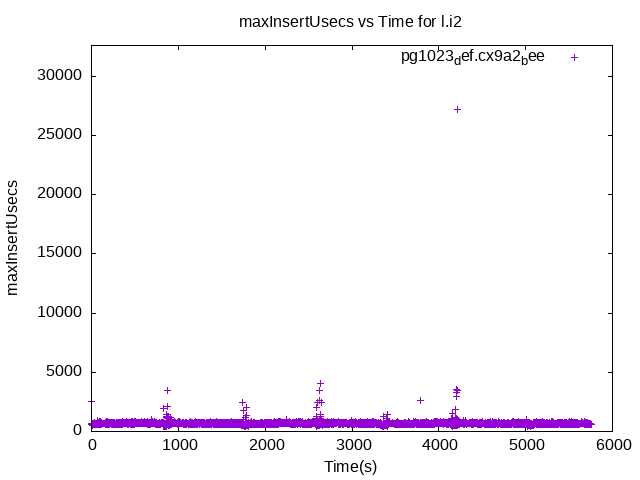 maxInsertUsecs vs Time for l.i2
pg1023def.cx9a2bee
30000
25000
20000
15000
10000
5000
0
maxInsertUsecs
0 1000 2000 3000 4000 5000 6000
Time(s)